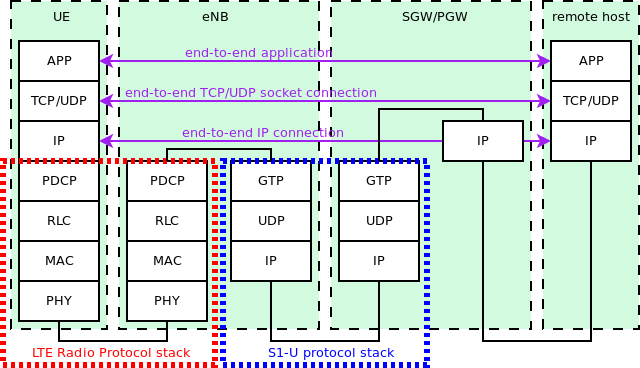 UE
eNB
SGW/PGW
remote host
APP
end-to-end application
APP
TCP/UDP
end-to-end TCP/UDP socket connection
TCP/UDP
IP
end-to-end IP connection
IP
IP
PDCP
PDCP
GTP
GTP
RLC
RLC
UDP
UDP
MAC
MAC
IP
IP
PHY
PHY
LTE Radio Protocol stack
S1-U protocol stack